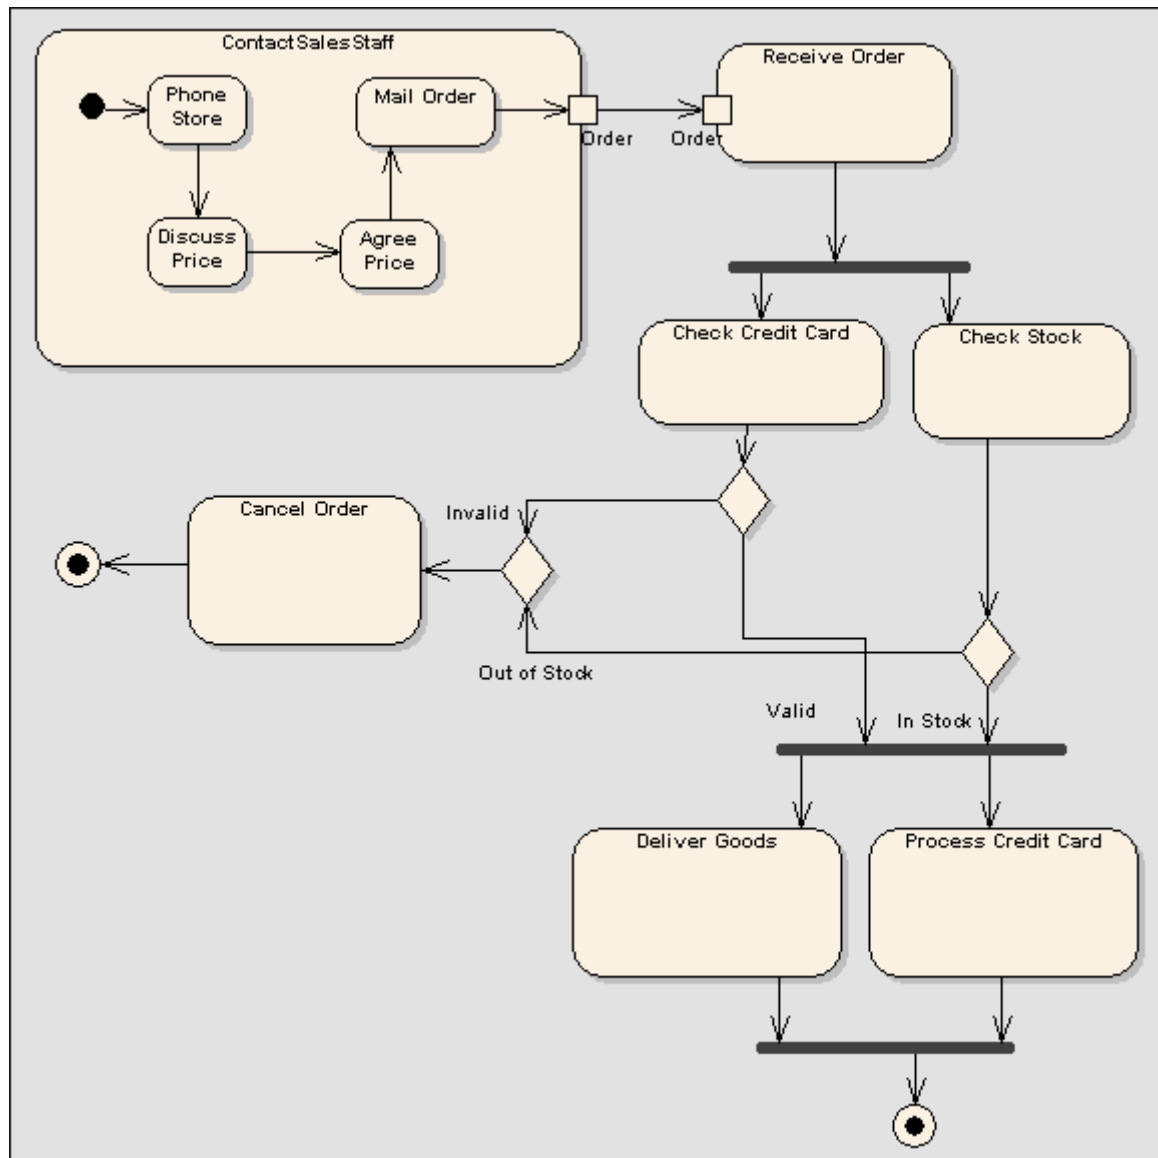 ContactSalesStaff
Receive Order
Phone
Store
Mail Order
Order
Order
Discuss
Price
Agree
Price
Check Credit Card
Check Stock
Cancel Order
Invalid
Out of Stock
Valid
In Stock
Deliver Goods
Process Credit Card